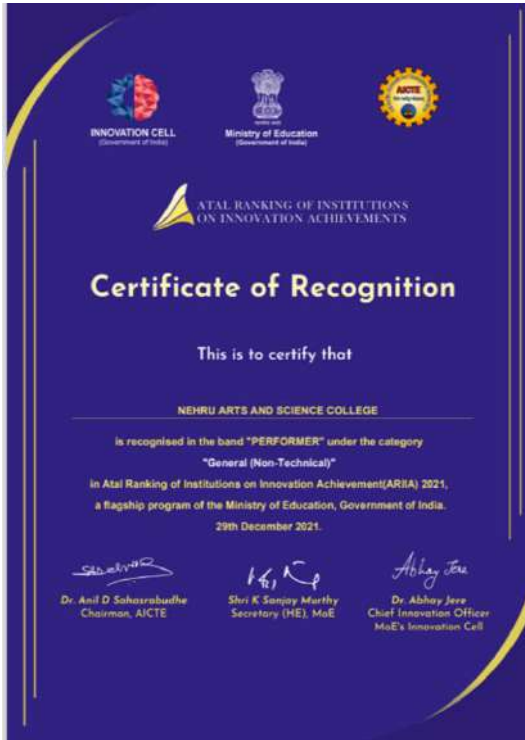 INNOVATION CELL
(Government of India)
Ministry of Education
(Government of India)
AICTE
ATAL RANKING OF INSTITUTIONS
ON INNOVATION ACHIEVEMENTS
Certificate of Recognition
This is to certify that
NEHRU ARTS AND SCIENCE COLLEGE
is recognised in the band "PERFORMER" under the category
"General (Non-Technical)"
in Atal Ranking of Institutions on Innovation Achievement(ARIIA) 2021,
a flagship program of the Ministry of Education, Government of India.
29th December 2021.
Abhay Jere
Dr. Anil D Sahasrabudhe
Chairman, AICTE
Shri K Sanjay Murthy
Secretary (HE), MoE
Dr. Abhay Jere
Chief Innovation Officer
MoE's Innovation Cell